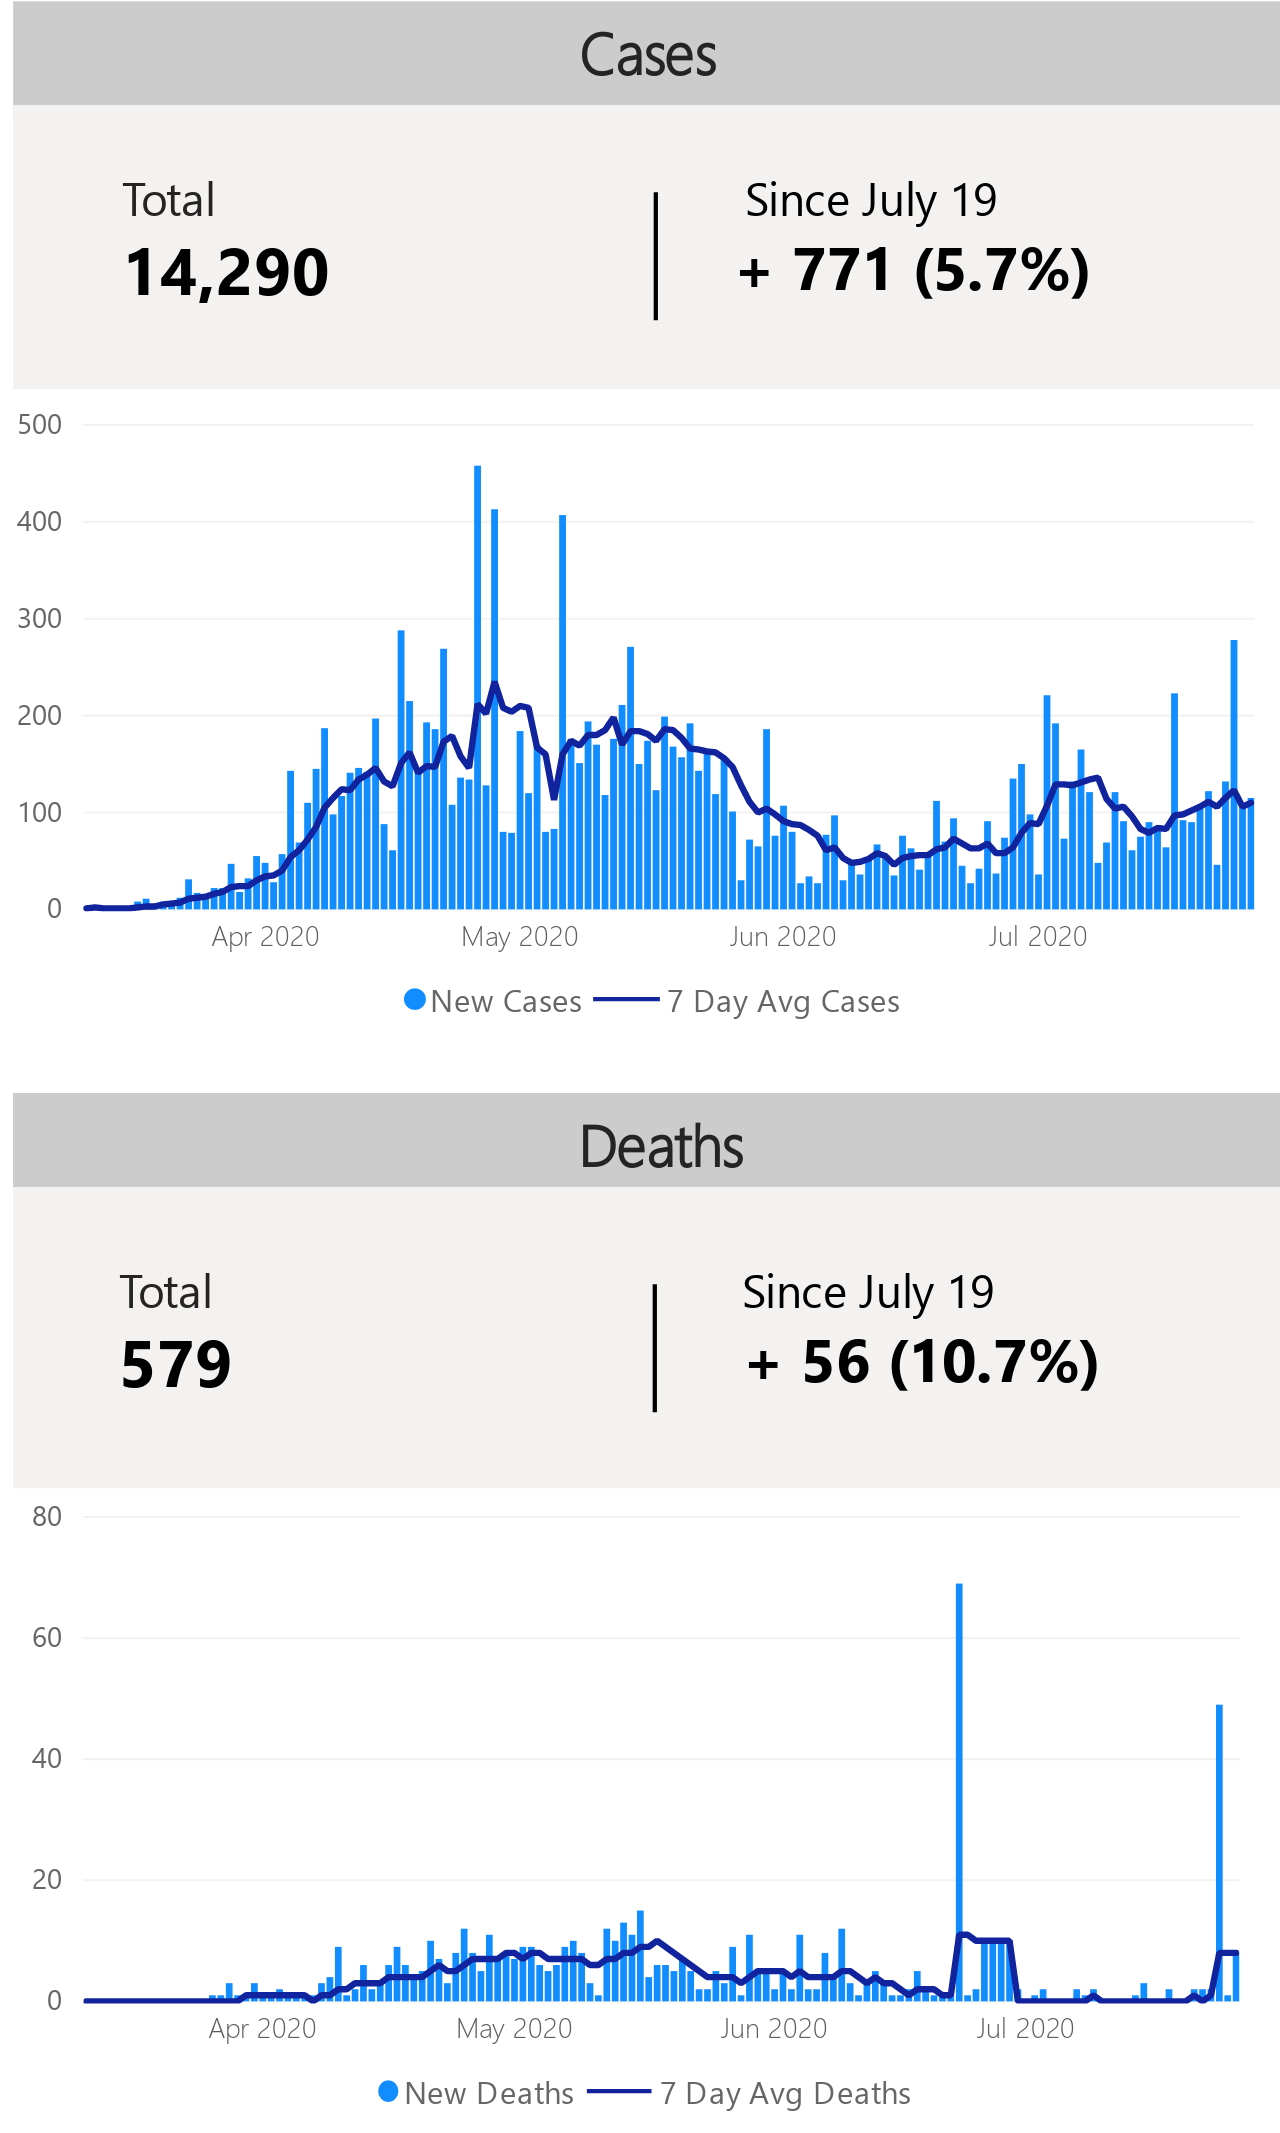 Cases
Total
Since July 19
14,290
+ 771 (5.7%)
500
400
300
200
100
0
Apr 2020
May 2020
Jun 2020
Jul 2020
New Cases
7 Day Avg Cases
Deaths
Total
Since July 19
579
+ 56 (10.7%)
80
60
40
20
0
Apr 2020
May 2020
Jun 2020
Jul 2020
New Deaths
7 Day Avg Deaths